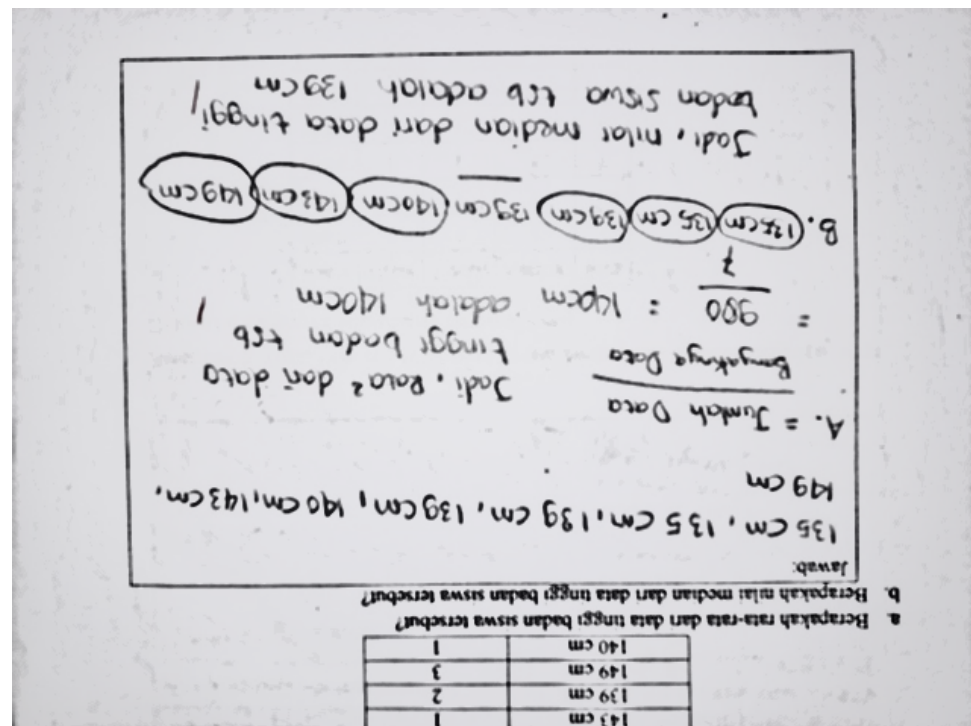 143 cm 1
139 cm 2
149 cm 3
140 cm 1
a. Berapakah rata-rata dari data tinggi badan siswa tersebut?
b. Berapakah nilai median dari data tinggi badan siswa tersebut?
Jawab:
135 cm, 135 cm, 139 cm, 139 cm, 140 cm, 143 cm,
149 cm
A. = Jumlah Data
Banyaknya Data
Jadi, Rata² dari data
tinggi badan tsb
= 980 = 140cm adalah 140cm
7
B. 135cm 135 cm 139cm 139cm 140cm 143cm 149cm
Jadi, nilai median dari data tinggi
badan siswa tsb adalah 139cm